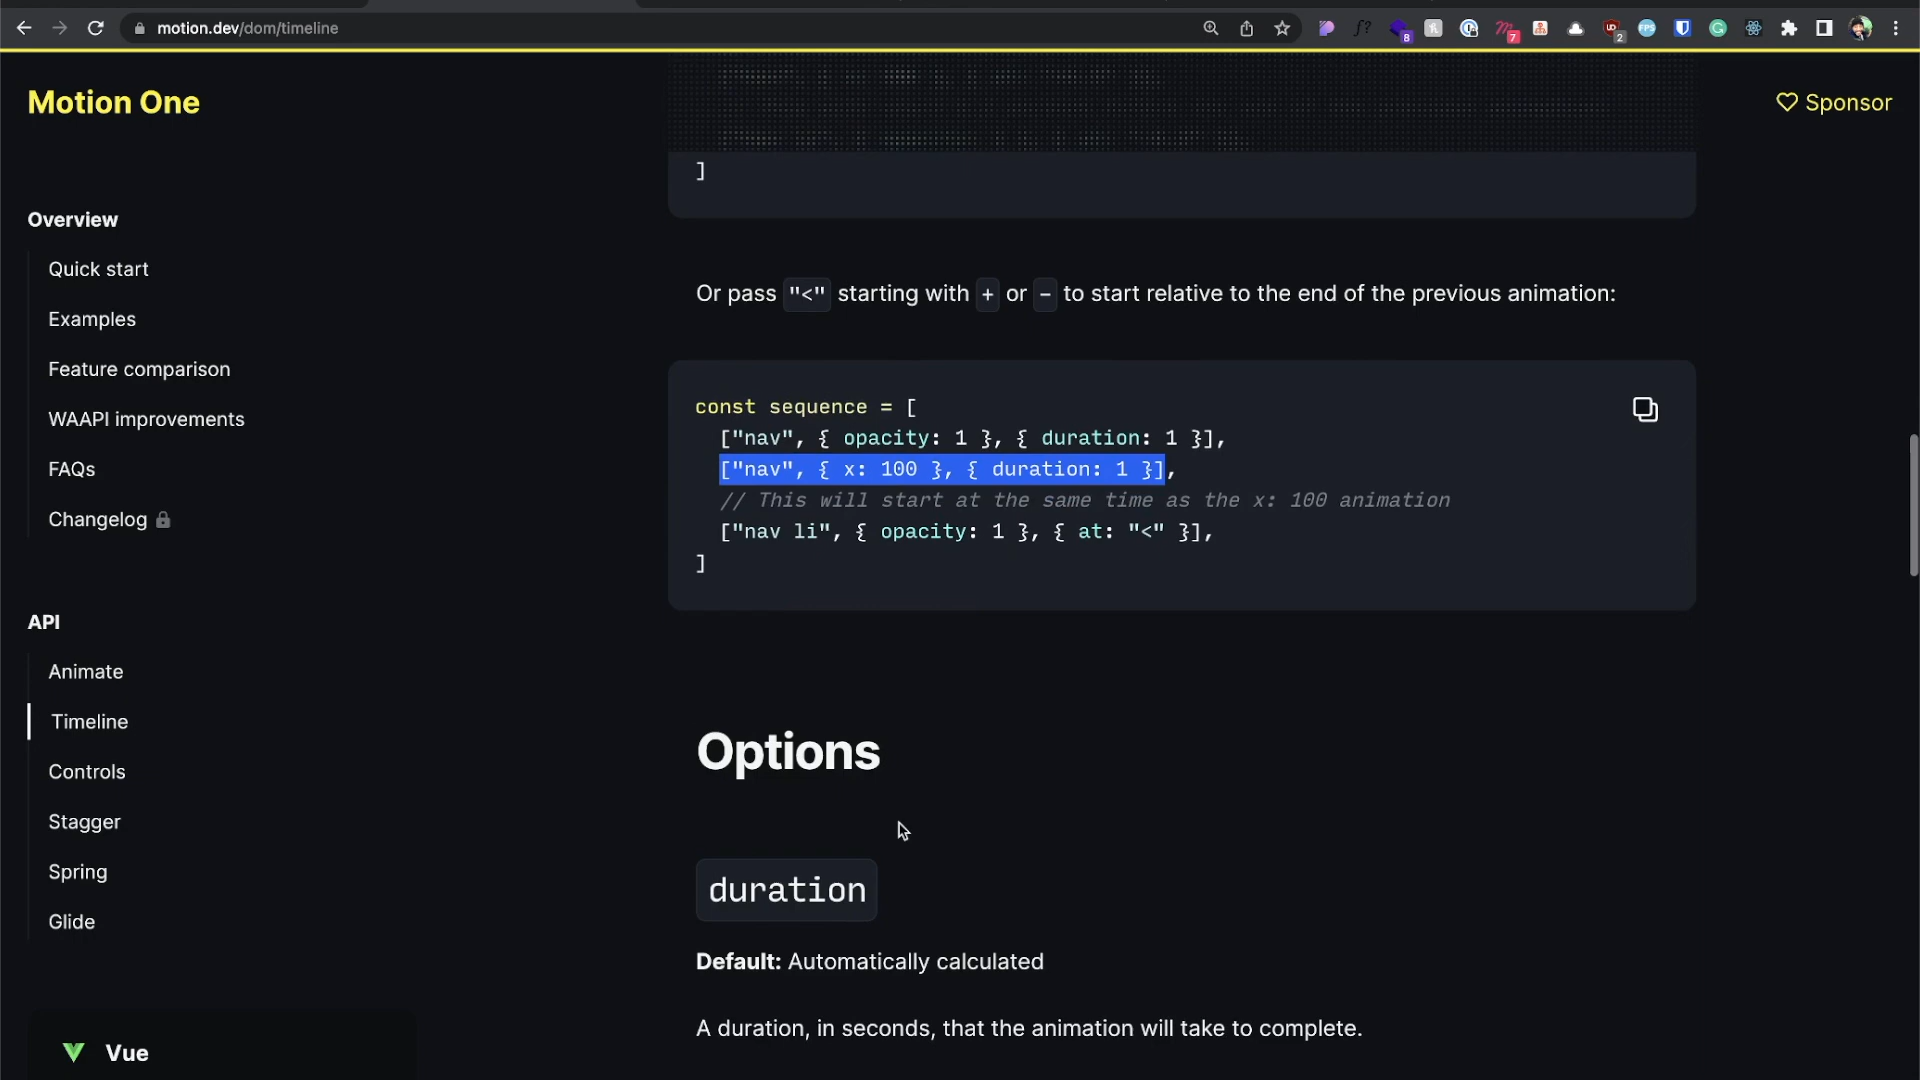 motion.dev/dom/timeline
8
7
2
Motion One
Sponsor
Overview
Quick start
Examples
Feature comparison
WAAPI improvements
FAQs
Changelog
API
Animate
Timeline
Controls
Stagger
Spring
Glide
Vue
]
Or pass "<" starting with + or - to start relative to the end of the previous animation:
const sequence = [
["nav", { opacity: 1 }, { duration: 1 }],
["nav", { x: 100 }, { duration: 1 }],
// This will start at the same time as the x: 100 animation
["nav li", { opacity: 1 }, { at: "<" }],
]
Options
duration
Default: Automatically calculated
A duration, in seconds, that the animation will take to complete.